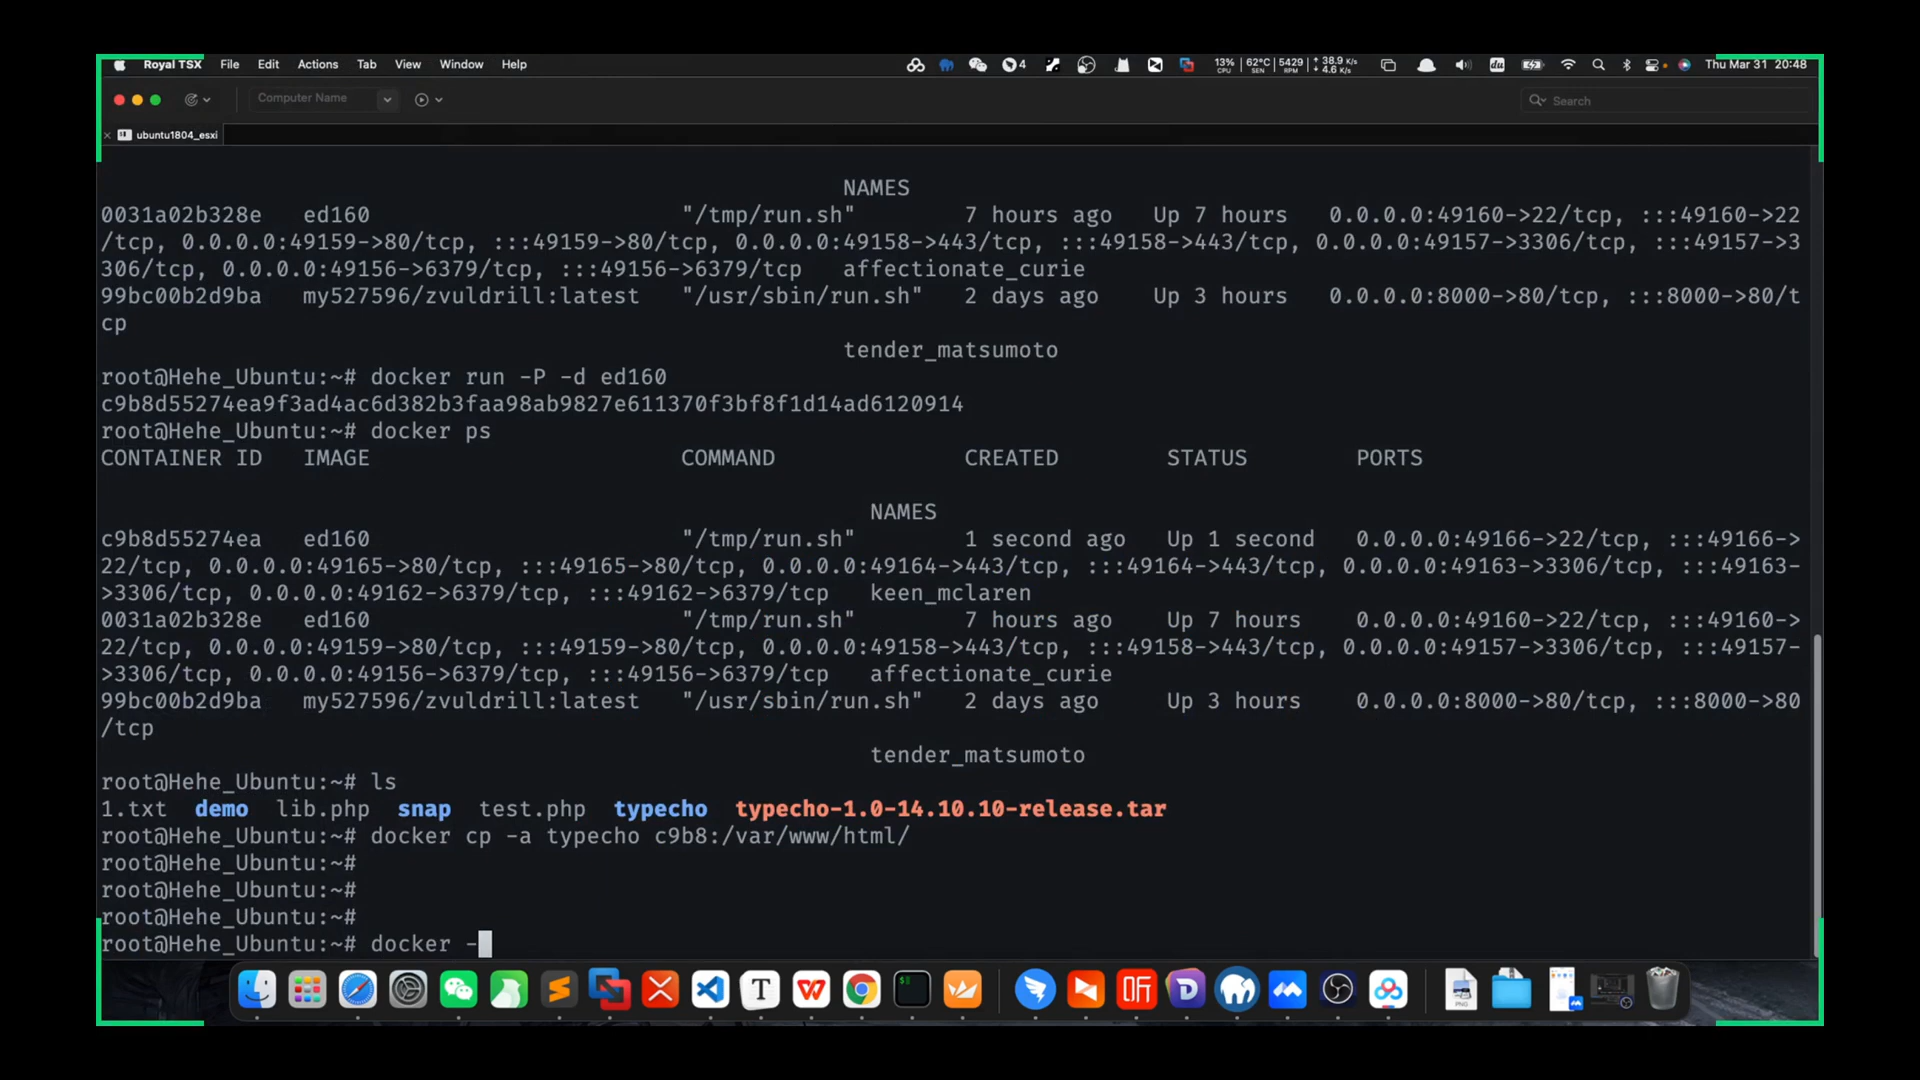 Royal TSX File Edit Actions Tab View Window Help 4 13% CPU 62°C SEN 5429 RPM 38.9 K/s 4.6 K/s du Thu Mar 31 20:48
Computer Name Search
ubuntu1804_esxi
NAMES
0031a02b328e ed160 "/tmp/run.sh" 7 hours ago Up 7 hours 0.0.0.0:49160->22/tcp, :::49160->22
/tcp, 0.0.0.0:49159->80/tcp, :::49159->80/tcp, 0.0.0.0:49158->443/tcp, :::49158->443/tcp, 0.0.0.0:49157->3306/tcp, :::49157->3
306/tcp, 0.0.0.0:49156->6379/tcp, :::49156->6379/tcp affectionate_curie
99bc00b2d9ba my527596/zvuldrill:latest "/usr/sbin/run.sh" 2 days ago Up 3 hours 0.0.0.0:8000->80/tcp, :::8000->80/t
cp
tender_matsumoto
root@Hehe_Ubuntu:~# docker run -P -d ed160
c9b8d55274ea9f3ad4ac6d382b3faa98ab9827e611370f3bf8f1d14ad6120914
root@Hehe_Ubuntu:~# docker ps
CONTAINER ID IMAGE COMMAND CREATED STATUS PORTS
NAMES
c9b8d55274ea ed160 "/tmp/run.sh" 1 second ago Up 1 second 0.0.0.0:49166->22/tcp, :::49166->
22/tcp, 0.0.0.0:49165->80/tcp, :::49165->80/tcp, 0.0.0.0:49164->443/tcp, :::49164->443/tcp, 0.0.0.0:49163->3306/tcp, :::49163-
>3306/tcp, 0.0.0.0:49162->6379/tcp, :::49162->6379/tcp keen_mclaren
0031a02b328e ed160 "/tmp/run.sh" 7 hours ago Up 7 hours 0.0.0.0:49160->22/tcp, :::49160->
22/tcp, 0.0.0.0:49159->80/tcp, :::49159->80/tcp, 0.0.0.0:49158->443/tcp, :::49158->443/tcp, 0.0.0.0:49157->3306/tcp, :::49157-
>3306/tcp, 0.0.0.0:49156->6379/tcp, :::49156->6379/tcp affectionate_curie
99bc00b2d9ba my527596/zvuldrill:latest "/usr/sbin/run.sh" 2 days ago Up 3 hours 0.0.0.0:8000->80/tcp, :::8000->80
/tcp
tender_matsumoto
root@Hehe_Ubuntu:~# ls
1.txt demo lib.php snap test.php typecho typecho-1.0-14.10.10-release.tar
root@Hehe_Ubuntu:~# docker cp -a typecho c9b8:/var/www/html/
root@Hehe_Ubuntu:~#
root@Hehe_Ubuntu:~#
root@Hehe_Ubuntu:~#
root@Hehe_Ubuntu:~# docker -